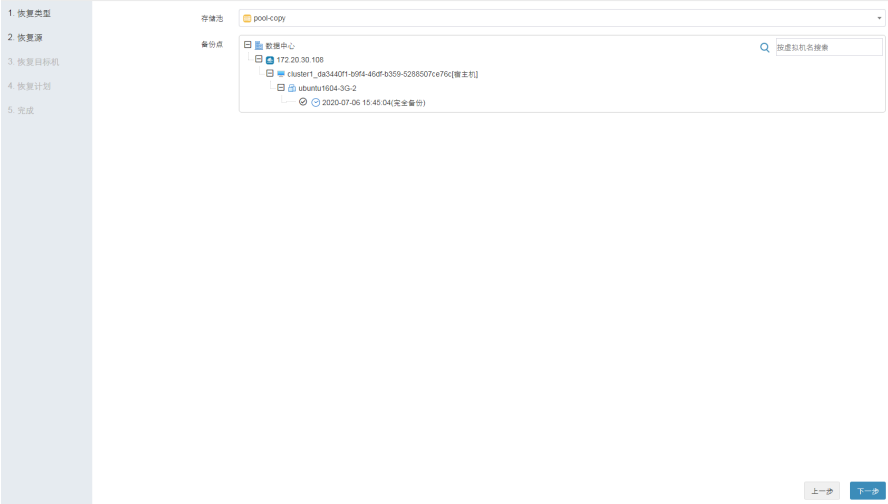 1. 恢复类型
2. 恢复源
3. 恢复目标机
4. 恢复计划
5. 完成
存储池 pool-copy
备份点 数据中心 按虚拟机名搜索
172.20.30.108
cluster1_da3440f1-b9f4-46df-b359-5288507ce76c[宿主机]
ubuntu1604-3G-2
2020-07-06 15:45:04(完全备份)
上一步 下一步